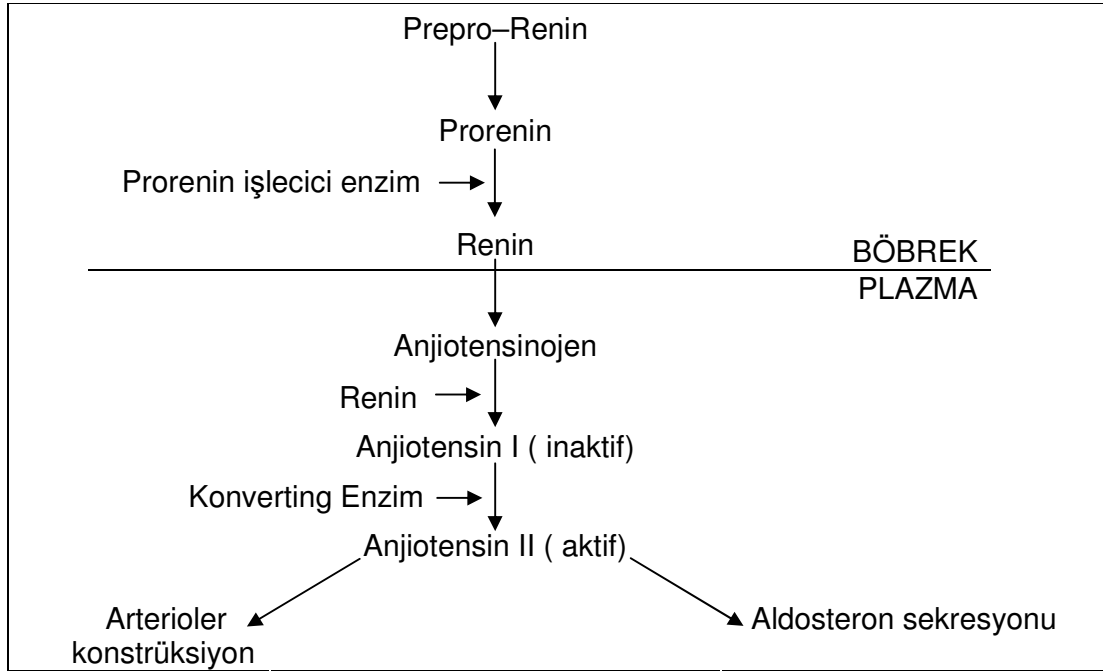 Prepro–Renin
Prorenin
Prorenin işlecici enzim
Renin
BÖBREK
PLAZMA
Anjiotensinojen
Renin
Anjiotensin I ( inaktif)
Konverting Enzim
Anjiotensin II ( aktif)
Arterioler
konstrüksiyon
Aldosteron sekresyonu